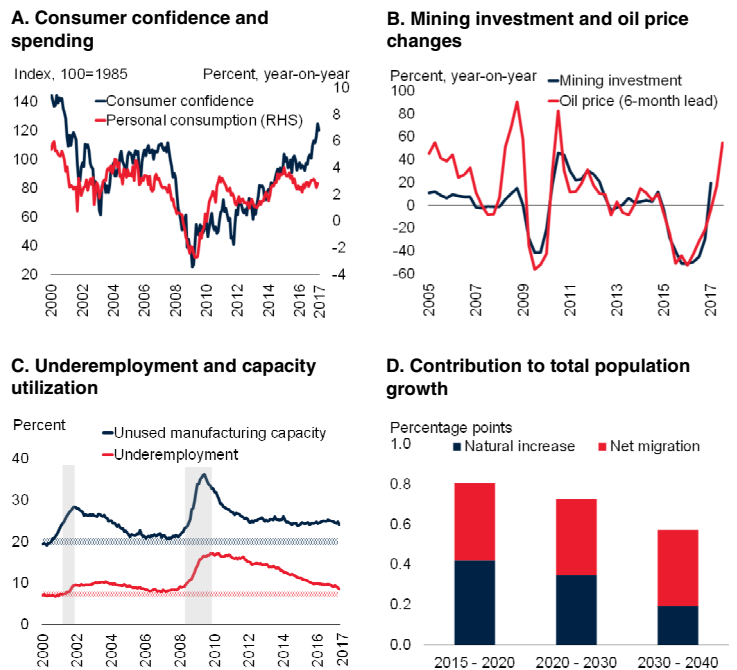 A. Consumer confidence and
spending
Index, 100=1985
Percent, year-on-year
10
8
6
4
2
0
-2
-4
140
120
100
80
60
40
20
Consumer confidence
Personal consumption (RHS)
2000
2002
2004
2006
2008
2010
2012
2014
2016
2017
B. Mining investment and oil price
changes
Percent, year-on-year
100
80
60
40
20
0
-20
-40
-60
Mining investment
Oil price (6-month lead)
2005
2007
2009
2011
2013
2015
2017
C. Underemployment and capacity
utilization
Percent
40
30
20
10
0
Unused manufacturing capacity
Underemployment
2000
2002
2004
2006
2008
2010
2012
2014
2016
2017
D. Contribution to total population
growth
Percentage points
1.0
0.8
0.6
0.4
0.2
0.0
Natural increase
Net migration
2015 - 2020
2020 - 2030
2030 - 2040